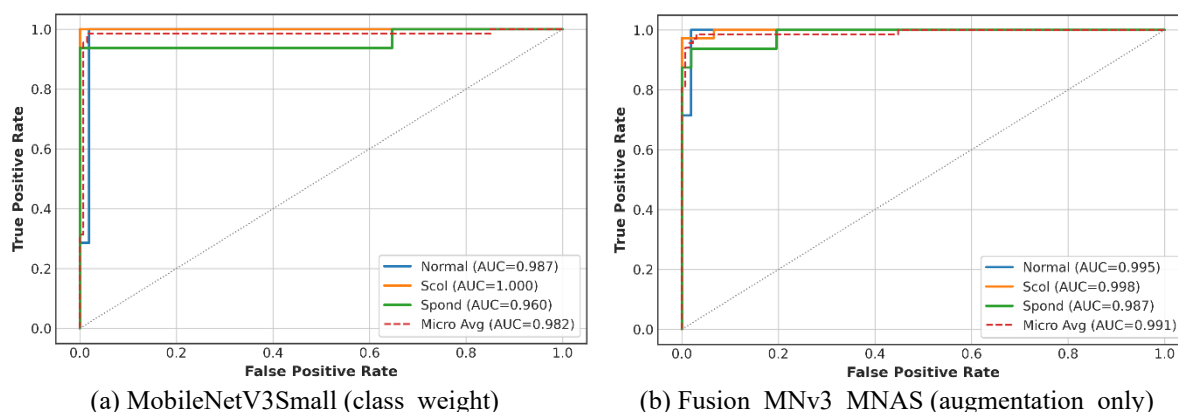 1.0
0.8
0.6
0.4
0.2
0.0
True Positive Rate
Normal (AUC=0.987)
Scol (AUC=1.000)
Spond (AUC=0.960)
Micro Avg (AUC=0.982)
0.0 0.2 0.4 0.6 0.8 1.0
False Positive Rate
(a) MobileNetV3Small (class weight)
1.0
0.8
0.6
0.4
0.2
0.0
True Positive Rate
Normal (AUC=0.995)
Scol (AUC=0.998)
Spond (AUC=0.987)
Micro Avg (AUC=0.991)
0.0 0.2 0.4 0.6 0.8 1.0
False Positive Rate
(b) Fusion MNv3 MNAS (augmentation only)